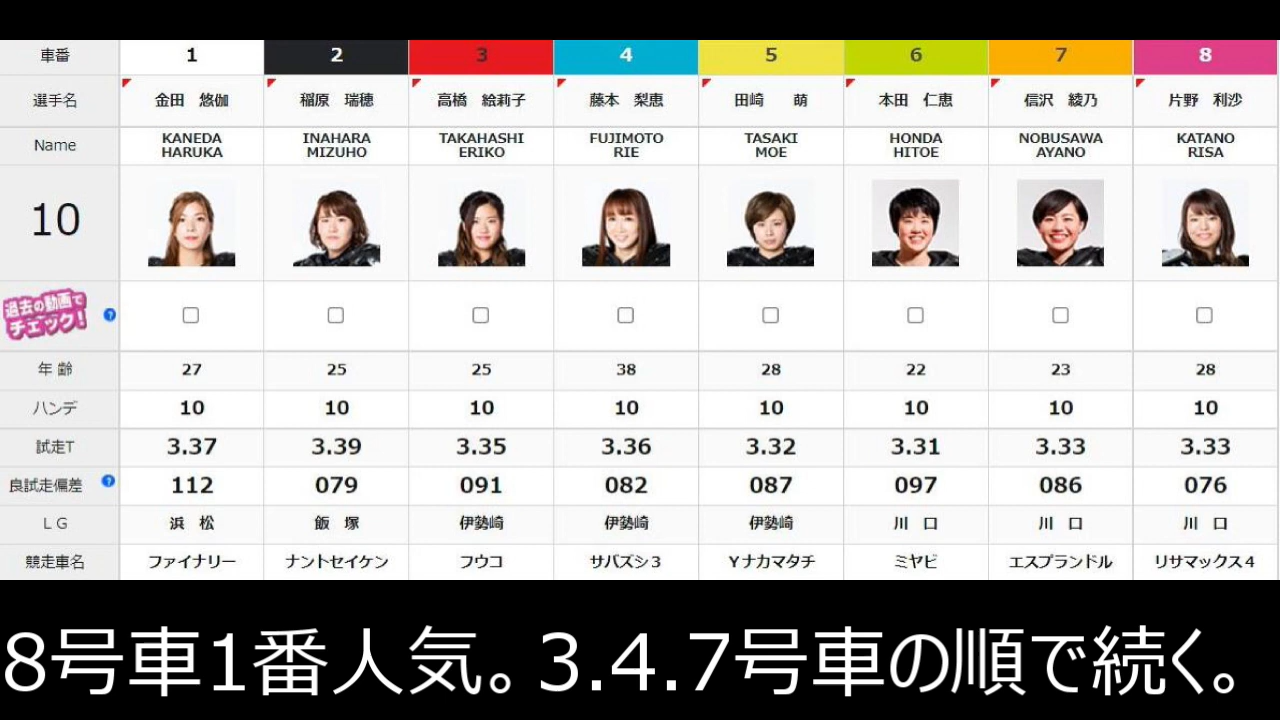 車番 1 2 3 4 5 6 7 8
選手名 金田 悠伽 稲原 瑞穂 高橋 絵莉子 藤本 梨恵 田崎 萌 本田 仁恵 信沢 綾乃 片野 利沙
Name KANEDA HARUKA INAHARA MIZUHO TAKAHASHI ERIKO FUJIMOTO RIE TASAKI MOE HONDA HITOE NOBUSAWA AYANO KATANO RISA
10
過去の動画で
チェック! ?
年 齢 27 25 25 38 28 22 23 28
ハンデ 10 10 10 10 10 10 10 10
試走T 3.37 3.39 3.35 3.36 3.32 3.31 3.33 3.33
良試走偏差 ? 112 079 091 082 087 097 086 076
L G 浜 松 飯 塚 伊勢崎 伊勢崎 伊勢崎 川 口 川 口 川 口
競走車名 ファイナリー ナントセイケン フウコ サバズシ3 Yナカマタチ ミヤビ エスプランドル リサマックス4
8号車1番人気。3.4.7号車の順で続く。